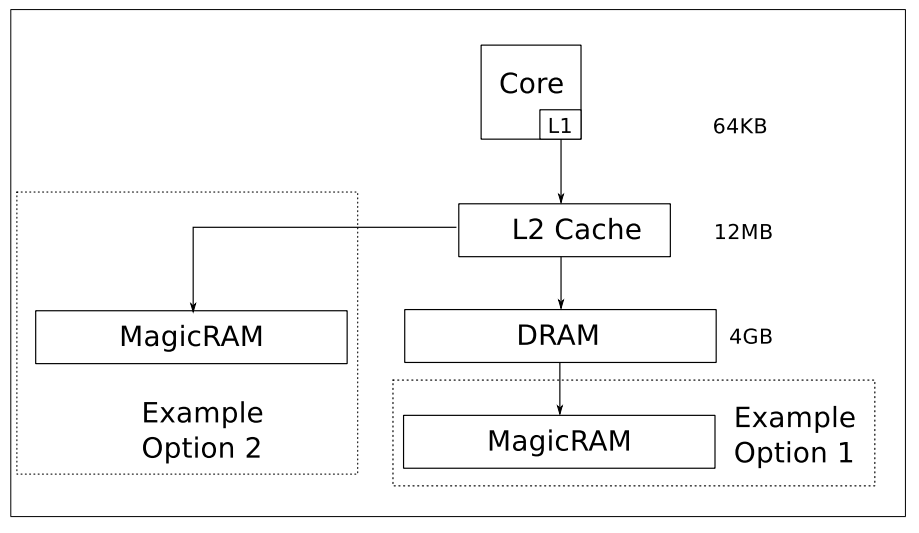 Core
L1
64KB
L2 Cache
12MB
MagicRAM
DRAM
4GB
Example
Option 2
MagicRAM
Example
Option 1